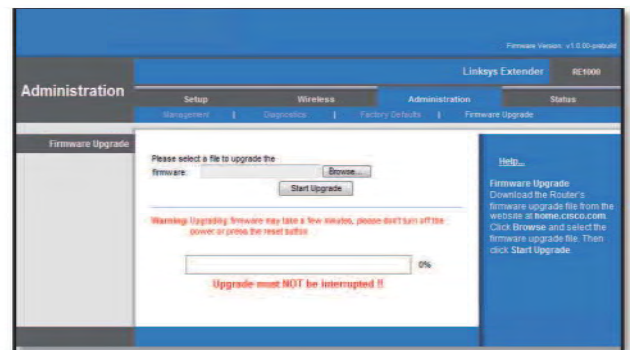 Firmware Version: v1.0.00-prebuild
Linksys Extender RE1000
Administration
Setup Wireless Administration Status
Management | Diagnostics | Factory Defaults | Firmware Upgrade
Firmware Upgrade
Please select a file to upgrade the
firmware: Browse...
Start Upgrade
Warning: Upgrading firmware may take a few minutes, please don't turn off the
power or press the reset button
0%
Upgrade must NOT be interrupted !!
Help...
Firmware Upgrade
Download the Router's
firmware upgrade file from the
website at home.cisco.com.
Click Browse and select the
firmware upgrade file. Then
click Start Upgrade.